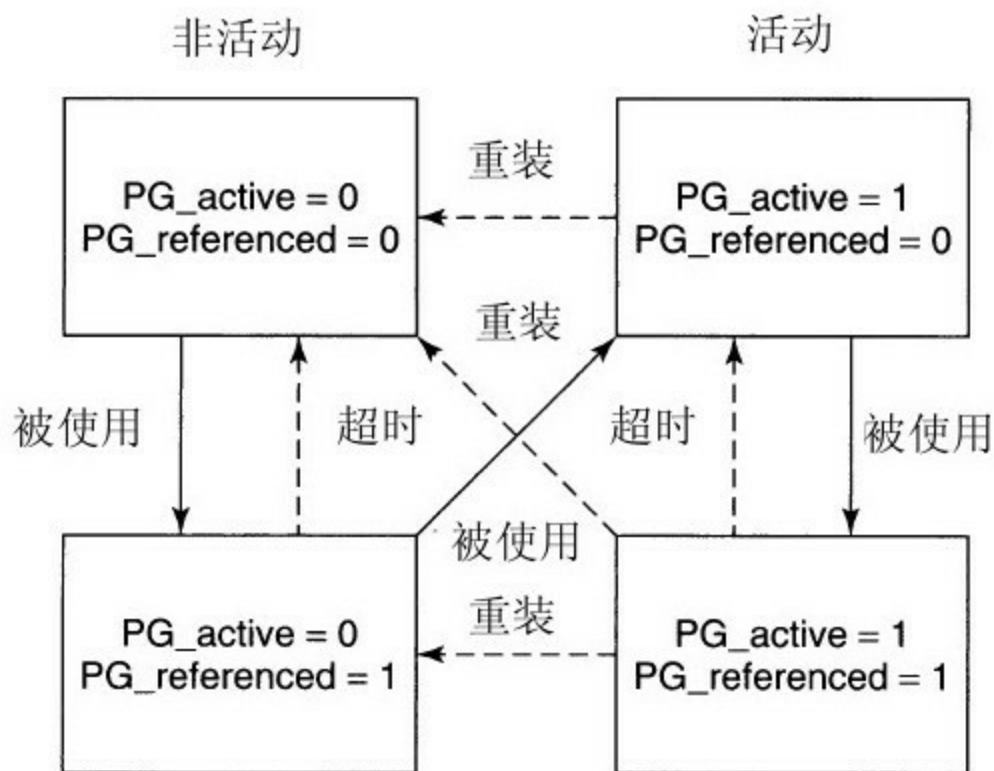 非活动
活动
重装
PG_active = 0
PG_referenced = 0
PG_active = 1
PG_referenced = 0
重装
被使用
超时
超时
被使用
被使用
重装
PG_active = 0
PG_referenced = 1
PG_active = 1
PG_referenced = 1